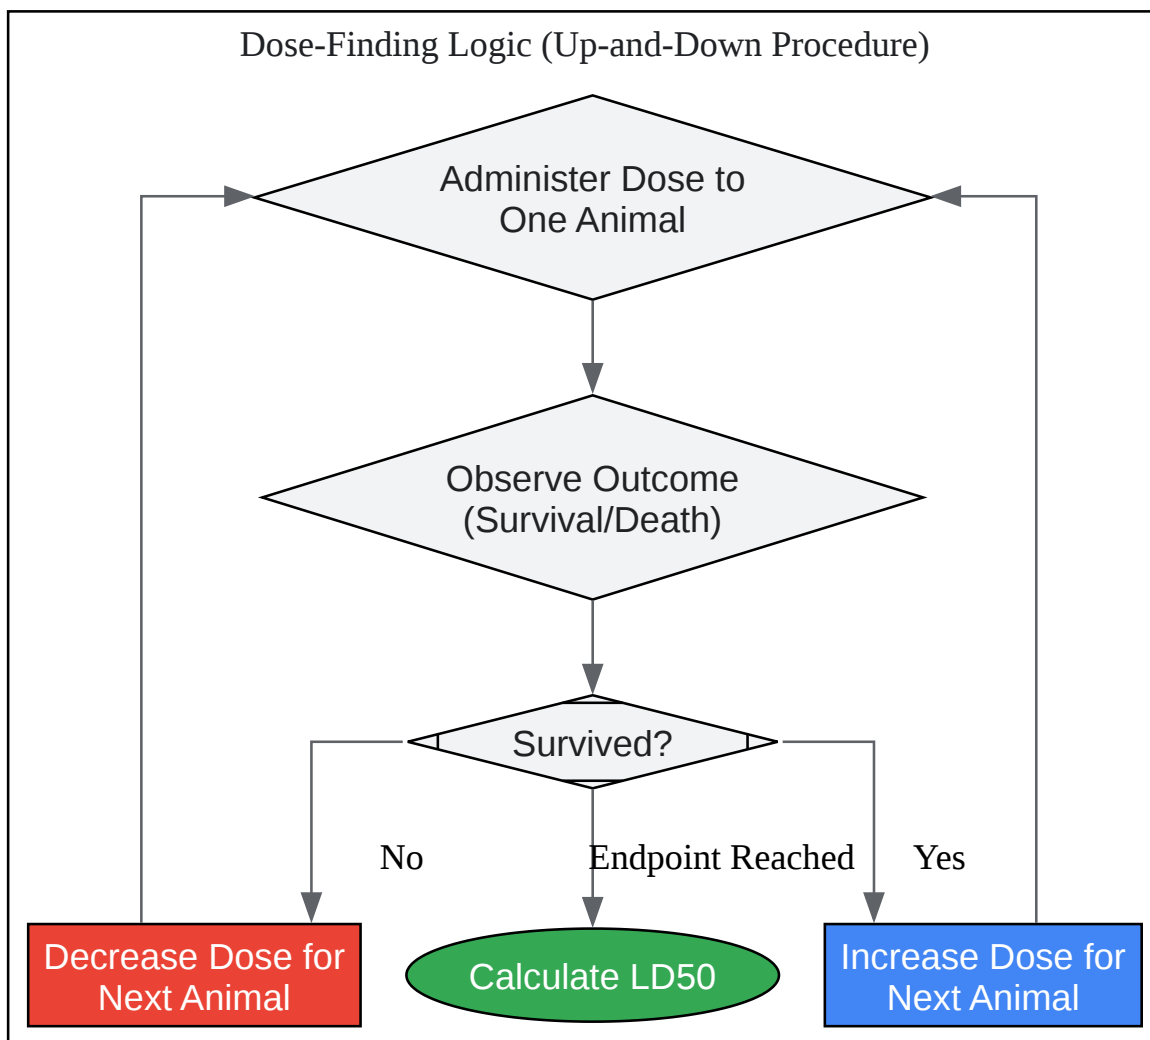 Dose-Finding Logic (Up-and-Down Procedure)
Administer Dose to
One Animal
Observe Outcome
(Survival/Death)
Survived?
No
Endpoint Reached
Yes
Decrease Dose for
Next Animal
Calculate LD50
Increase Dose for
Next Animal